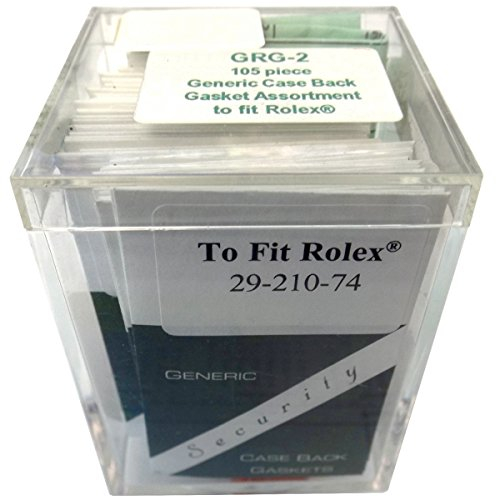 GRG-2
105 piece
Generic Case Back
Gasket Assortment
to fit Rolex®
To Fit Rolex®
29-210-74
GENERIC
Security
CASE BACK
GASKETS